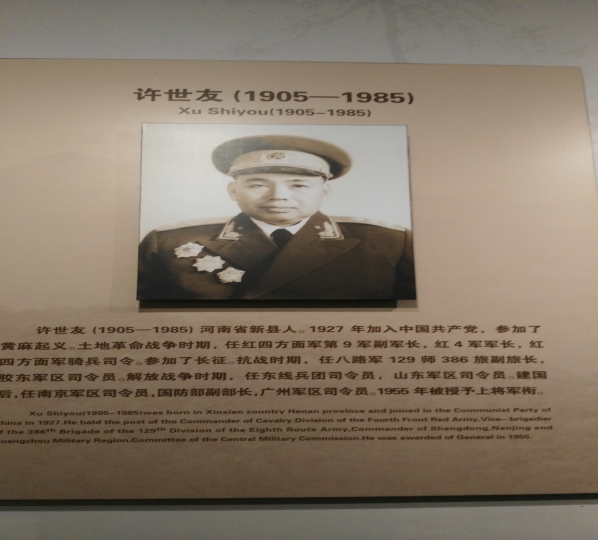 许世友 (1905—1985)
Xu Shiyou(1905-1985)
许世友 (1905—1985) 河南省新县人。1927 年加入中国共产党，参加了
黄麻起义。土地革命战争时期，任红四方面军第 9 军副军长，红 4 军军长，红
四方面军骑兵司令。参加了长征。抗战时期，任八路军 129 师 386 旅副旅长，
胶东军区司令员。解放战争时期，任东线兵团司令员，山东军区司令员。建国
后，任南京军区司令员，国防部副部长，广州军区司令员。1955 年被授予上将军衔。
Xu Shiyou(1905-1985)was born in Xinxian country Henan province and joined in the Communist Party of
hina in 1927.He held the post of the Commander of Cavalry Division of the Fourth Front Red Army,Vice- brigadier
f the 386th Brigade of the 129th Division of the Eighth Route Army,Commander of Shangdong,Nanjing and
uangzhou Military Region.Committee of the Central Military Commission.He was awarded of General in 1955.